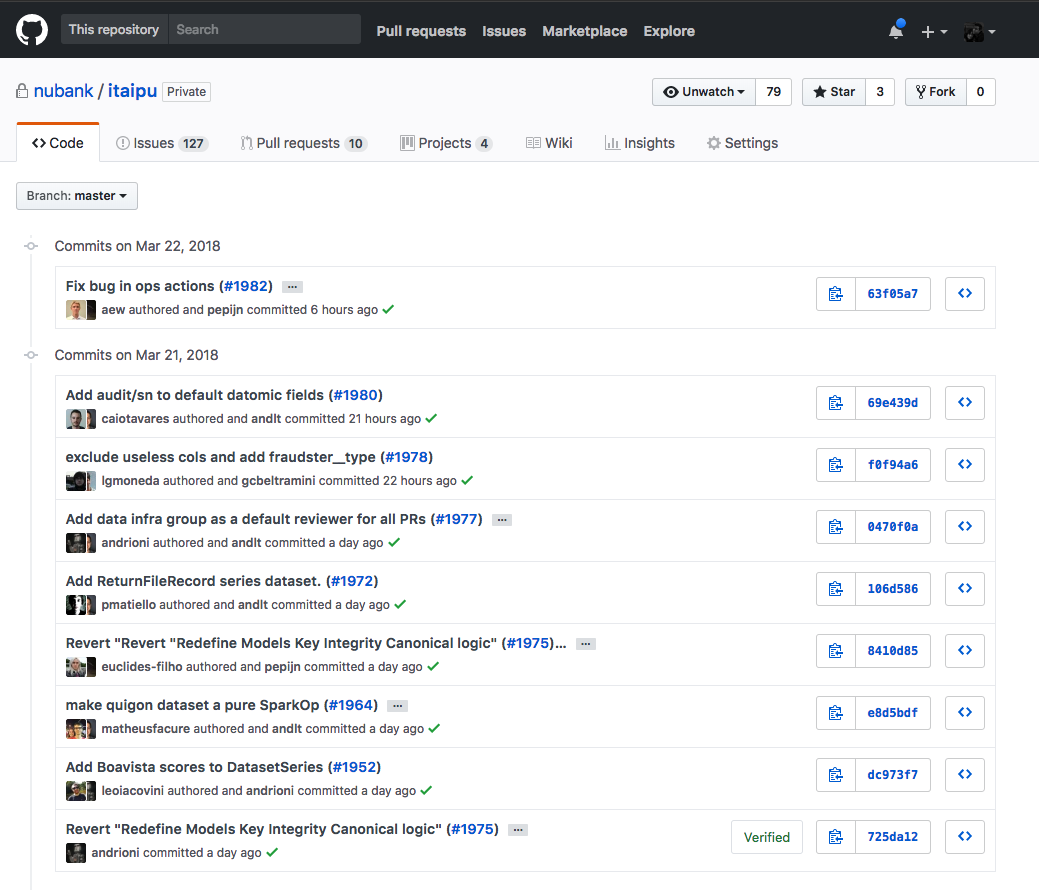 This repository Search Pull requests Issues Marketplace Explore
nubank / itaipu Private Unwatch 79 Star 3 Fork 0
Code Issues 127 Pull requests 10 Projects 4 Wiki Insights Settings
Branch: master
Commits on Mar 22, 2018
Fix bug in ops actions (#1982) ...
aew authored and pepijn committed 6 hours ago
63f05a7
Commits on Mar 21, 2018
Add audit/sn to default datomic fields (#1980)
caiotavares authored and andlt committed 21 hours ago
69e439d
exclude useless cols and add fraudster__type (#1978)
lgmoneda authored and gcbeltramini committed 22 hours ago
f0f94a6
Add data infra group as a default reviewer for all PRs (#1977) ...
andrioni authored and andlt committed a day ago
0470f0a
Add ReturnFileRecord series dataset. (#1972)
pmatiello authored and andlt committed a day ago
106d586
Revert "Revert "Redefine Models Key Integrity Canonical logic" (#1975)... ...
euclides-filho authored and pepijn committed a day ago
8410d85
make quigon dataset a pure SparkOp (#1964) ...
matheusfacure authored and andlt committed a day ago
e8d5bdf
Add Boavista scores to DatasetSeries (#1952)
leoiacovini authored and andrioni committed a day ago
dc973f7
Revert "Redefine Models Key Integrity Canonical logic" (#1975) ...
andrioni committed a day ago
Verified 725da12